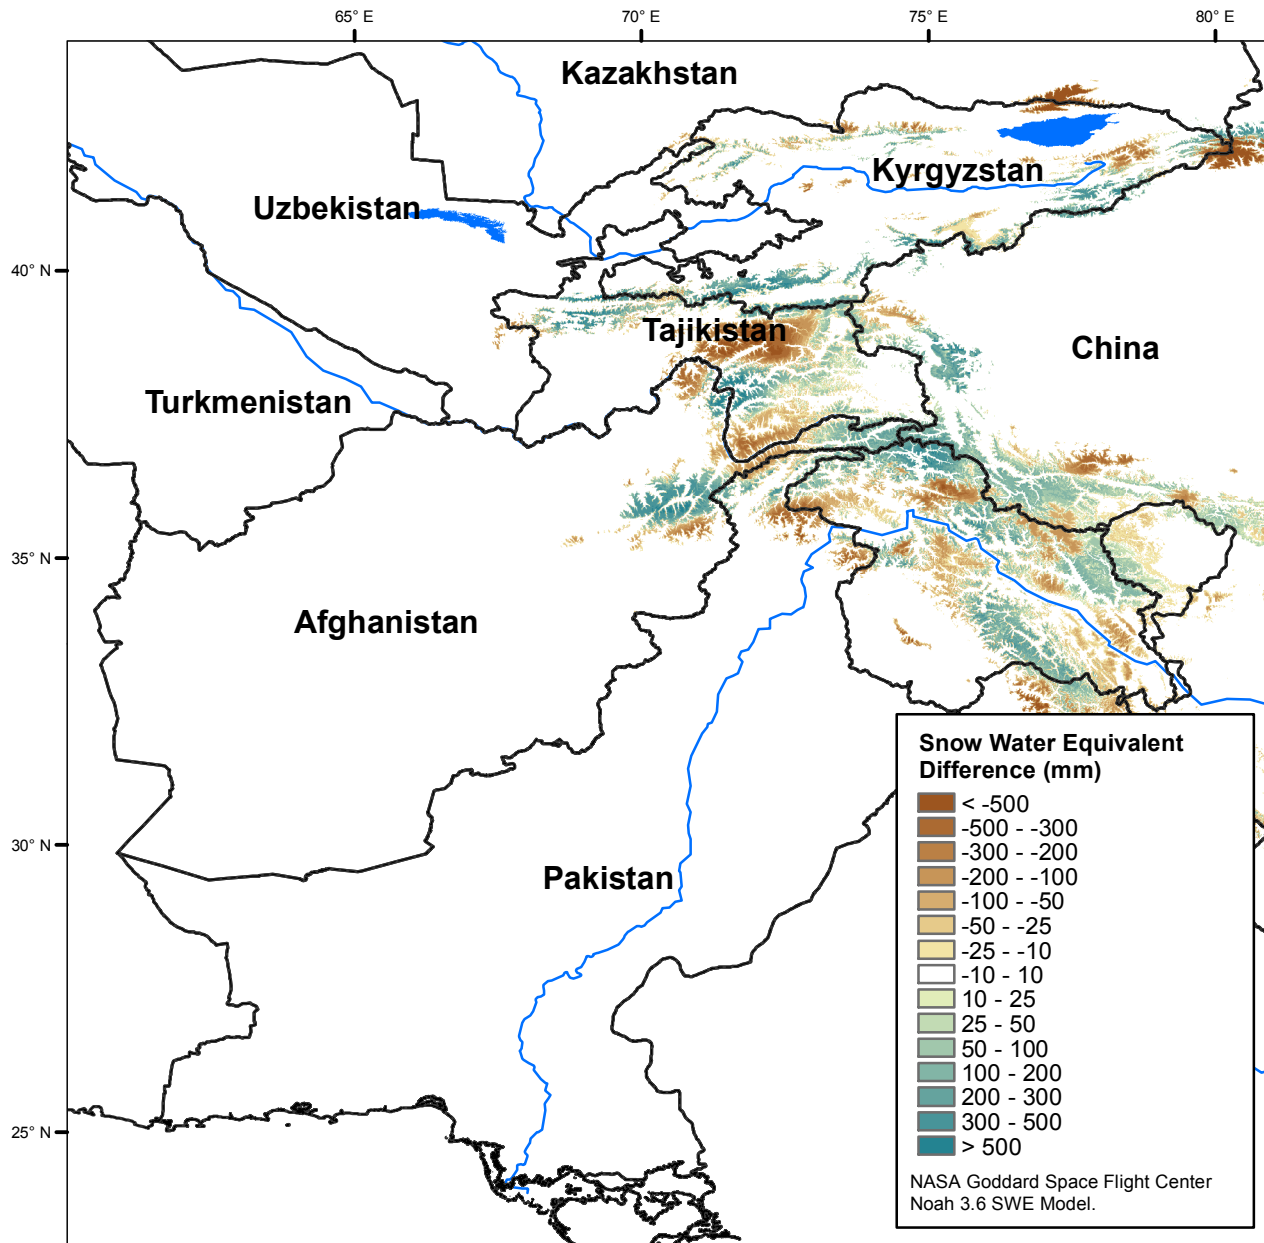 65° E
70° E
75° E
80° E
Kazakhstan
Kyrgyzstan
Uzbekistan
40° N
Tajikistan
China
Turkmenistan
35° N
Afghanistan
Snow Water Equivalent
Difference (mm)
< -500
-500 - -300
-300 - -200
-200 - -100
-100 - -50
-50 - -25
-25 - -10
-10 - 10
10 - 25
25 - 50
50 - 100
100 - 200
200 - 300
300 - 500
> 500
30° N
Pakistan
25° N
NASA Goddard Space Flight Center
Noah 3.6 SWE Model.